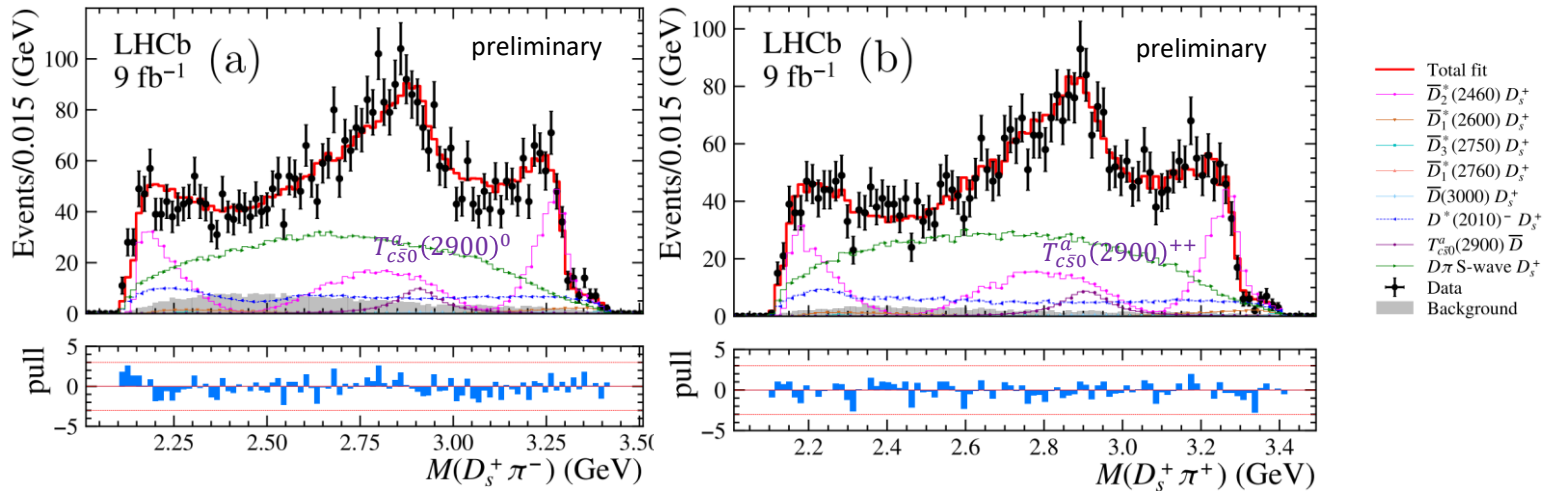 LHCb
9 fb⁻¹
(a)
preliminary
Events/0.015 (GeV)
100
80
60
40
20
0
T^a_{cs̄0}(2900)⁰
pull
5
0
−5
2.25 2.50 2.75 3.00 3.25 3.50
M(D_s⁺π⁻) (GeV)
LHCb
9 fb⁻¹
(b)
preliminary
Events/0.015 (GeV)
100
80
60
40
20
0
T^a_{cs̄0}(2900)⁺⁺
pull
5
0
−5
2.2 2.4 2.6 2.8 3.0 3.2 3.4
M(D_s⁺π⁺) (GeV)
Total fit
D̅₂*(2460) D_s⁺
D̅₁*(2600) D_s⁺
D̅₃*(2750) D_s⁺
D̅₁*(2760) D_s⁺
D̅(3000) D_s⁺
D*(2010)⁻ D_s⁺
T^a_{cs̄0}(2900) D̅
Dπ S-wave D_s⁺
Data
Background